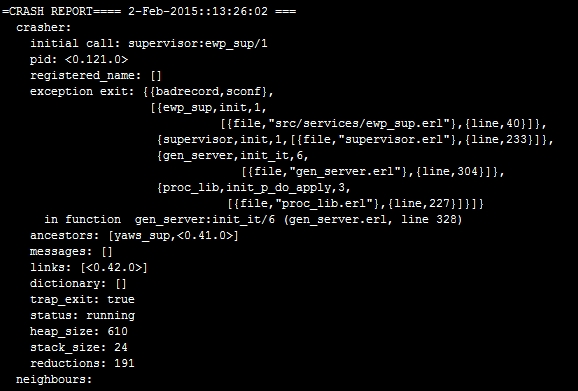 =CRASH REPORT==== 2-Feb-2015::13:26:02 ===
crasher:
initial call: supervisor:ewp_sup/1
pid: <0.121.0>
registered_name: []
exception exit: {{badrecord,sconf},
[{ewp_sup,init,1,
[{file,"src/services/ewp_sup.erl"},{line,40}]},
{supervisor,init,1,[{file,"supervisor.erl"},{line,233}]},
{gen_server,init_it,6,
[{file,"gen_server.erl"},{line,304}]},
{proc_lib,init_p_do_apply,3,
[{file,"proc_lib.erl"},{line,227}]}]}
in function  gen_server:init_it/6 (gen_server.erl, line 328)
ancestors: [yaws_sup,<0.41.0>]
messages: []
links: [<0.42.0>]
dictionary: []
trap_exit: true
status: running
heap_size: 610
stack_size: 24
reductions: 191
neighbours: